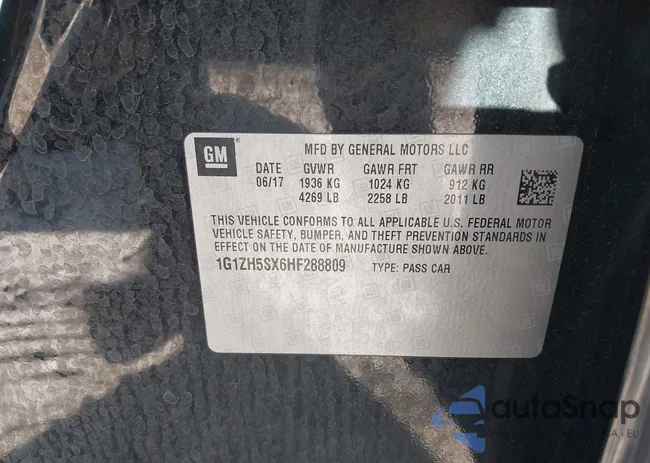 GM
MFD BY GENERAL MOTORS LLC
DATE GVWR GAWR FRT GAWR RR
06/17 1936 KG 1024 KG 912 KG
4269 LB 2258 LB 2011 LB
THIS VEHICLE CONFORMS TO ALL APPLICABLE U.S. FEDERAL MOTOR
VEHICLE SAFETY, BUMPER, AND THEFT PREVENTION STANDARDS IN
EFFECT ON THE DATE OF MANUFACTURE SHOWN ABOVE.
1G1ZH5SX6HF288809 TYPE: PASS CAR
autoSnap